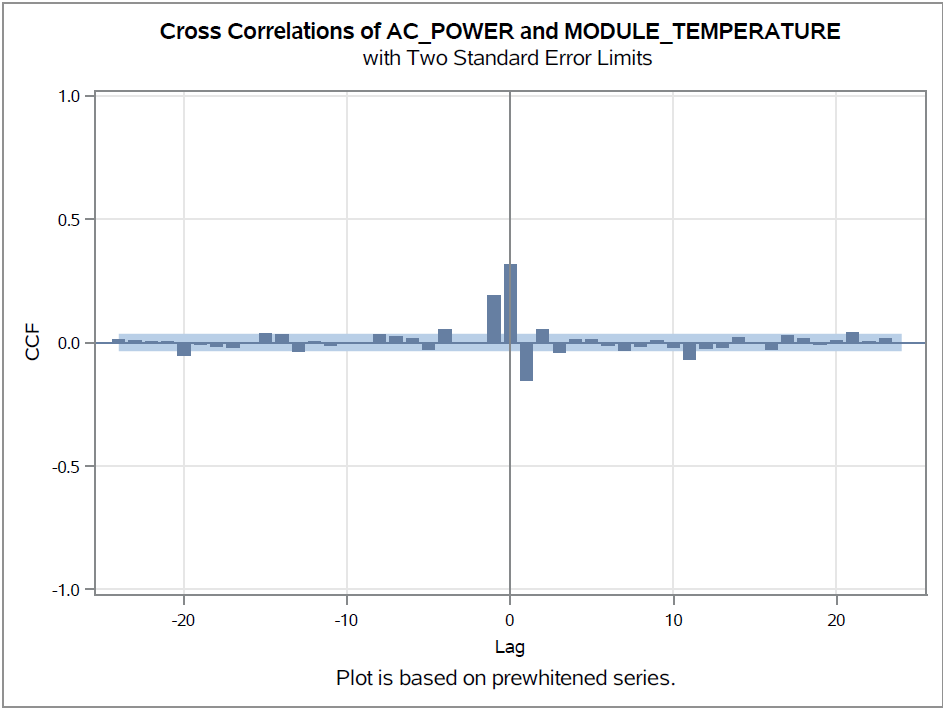 Cross Correlations of AC_POWER and MODULE_TEMPERATURE
with Two Standard Error Limits
1.0
0.5
0.0
-0.5
-1.0
CCF
-20
-10
0
10
20
Lag
Plot is based on prewhitened series.